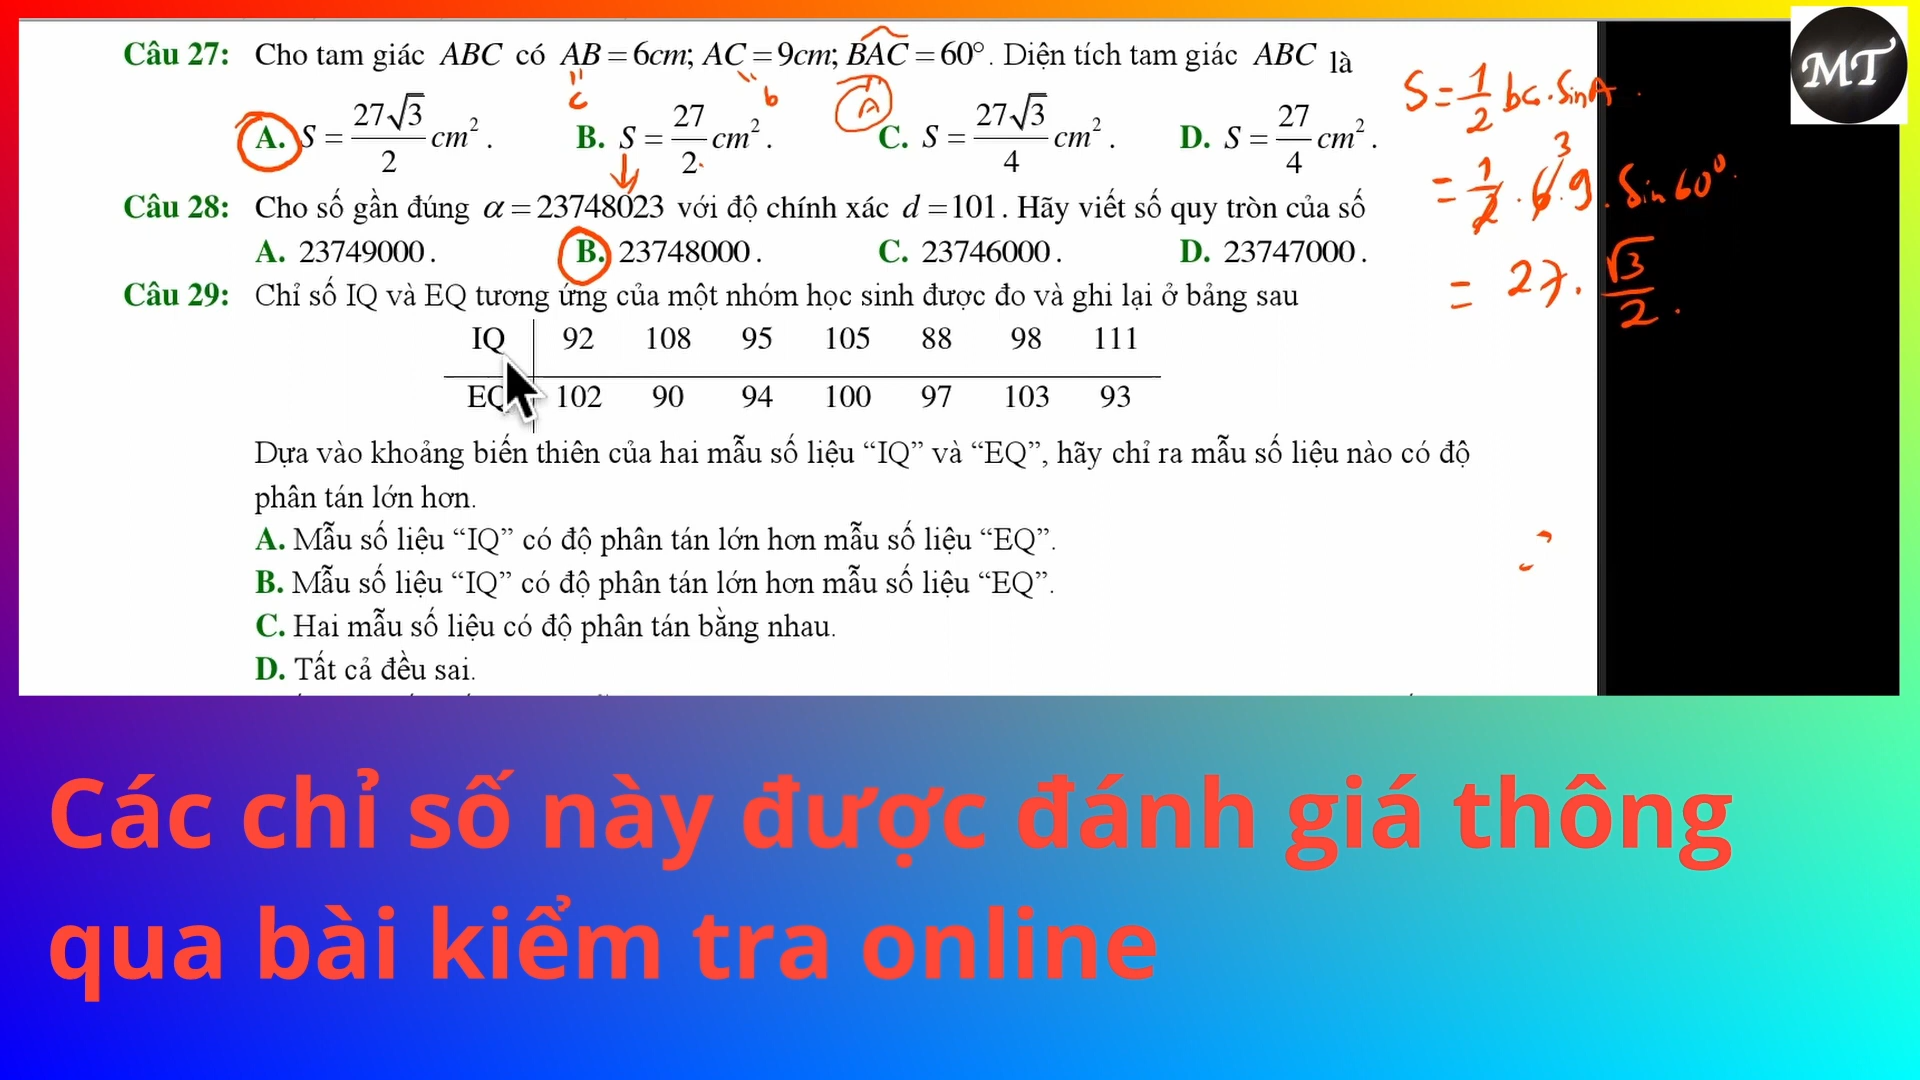 MT
Câu 27: Cho tam giác ABC có AB = 6cm; AC = 9cm; BAC = 60°. Diện tích tam giác ABC là
c b A
S = 1/2 bc.SinA
A. S = 27√3/2 cm². B. S = 27/2 cm². C. S = 27√3/4 cm². D. S = 27/4 cm².
= 1/2 . 6 . 9 . Sin 60° 3
Câu 28: Cho số gần đúng α = 23748023 với độ chính xác d = 101. Hãy viết số quy tròn của số
A. 23749000. B. 23748000. C. 23746000. D. 23747000.
= 27. √3/2.
Câu 29: Chỉ số IQ và EQ tương ứng của một nhóm học sinh được đo và ghi lại ở bảng sau
IQ 92 108 95 105 88 98 111
EQ 102 90 94 100 97 103 93
Dựa vào khoảng biến thiên của hai mẫu số liệu “IQ” và “EQ”, hãy chỉ ra mẫu số liệu nào có độ
phân tán lớn hơn.
A. Mẫu số liệu “IQ” có độ phân tán lớn hơn mẫu số liệu “EQ”.
B. Mẫu số liệu “IQ” có độ phân tán lớn hơn mẫu số liệu “EQ”.
C. Hai mẫu số liệu có độ phân tán bằng nhau.
D. Tất cả đều sai.
Các chỉ số này được đánh giá thông
qua bài kiểm tra online